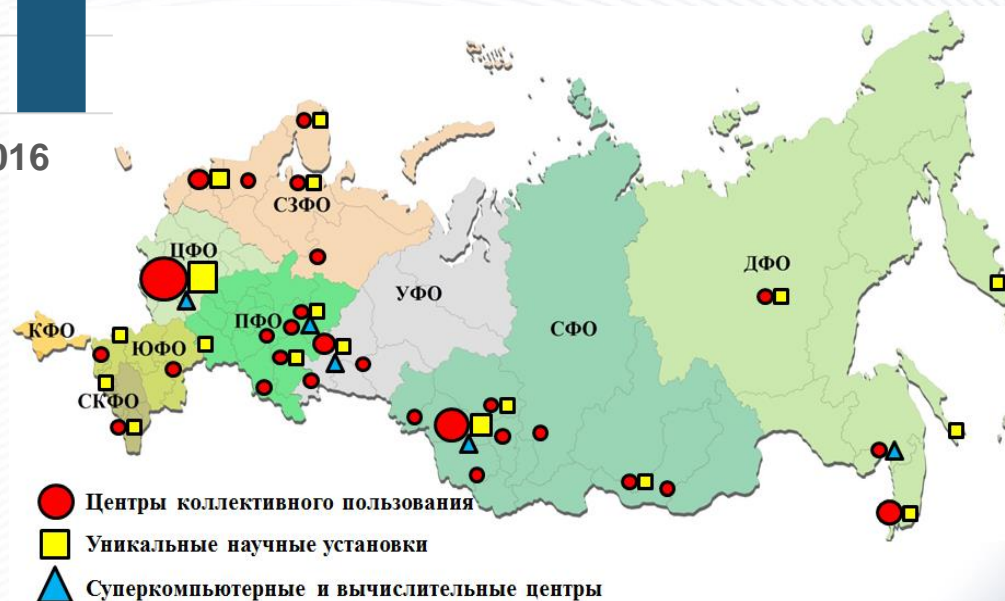 016
СЗФО
ЦФО
ДФО
УФО
КФО
ПФО
СФО
ЮФО
СКФО
Центры коллективного пользования
Уникальные научные установки
Суперкомпьютерные и вычислительные центры